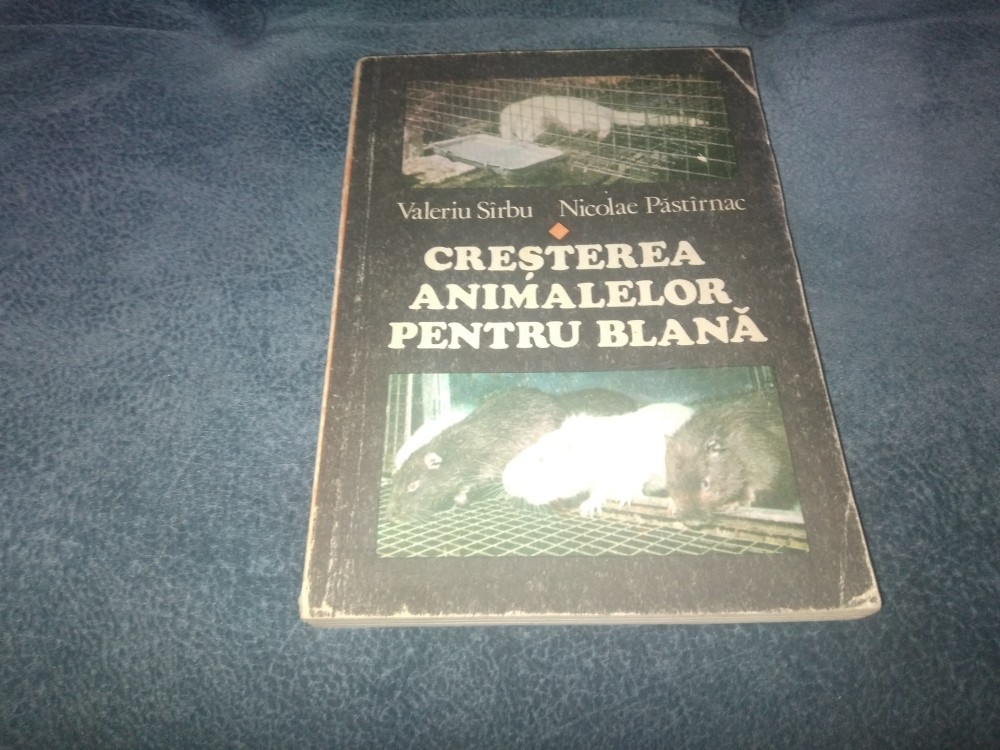 Valeriu Sîrbu Nicolae Păstîrnac
CREȘTEREA
ANIMALELOR
PENTRU BLANĂ